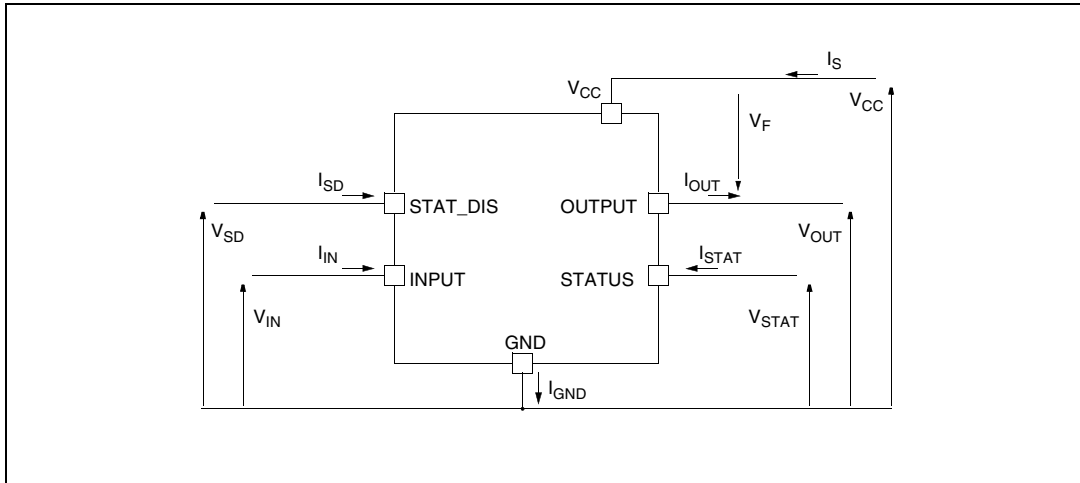 I_S
V_CC
V_CC
V_F
I_SD
I_OUT
STAT_DIS
OUTPUT
V_SD
V_OUT
I_IN
I_STAT
INPUT
STATUS
V_IN
V_STAT
GND
I_GND